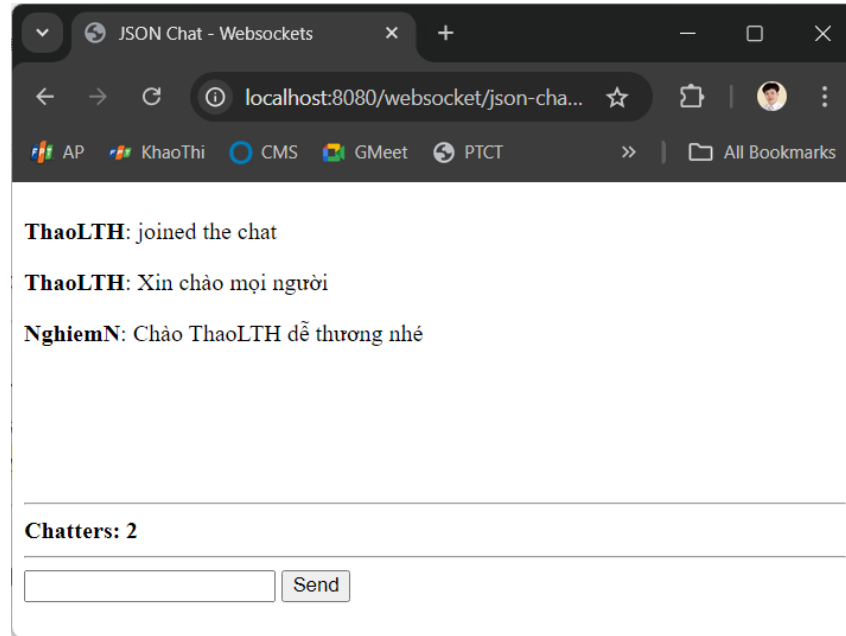 JSON Chat - Websockets
localhost:8080/websocket/json-cha...
AP KhaoThi CMS GMeet PTCT » All Bookmarks
ThaoLTH: joined the chat
ThaoLTH: Xin chào mọi người
NghiemN: Chào ThaoLTH dễ thương nhé
Chatters: 2
Send